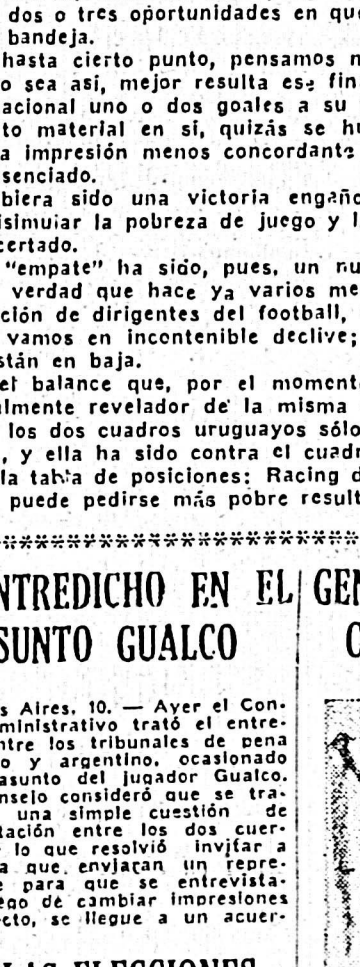 dos o tres oportunidades en que
bandeja.
hasta cierto punto, pensamos
o sea así, mejor resulta ese fin
acional uno o dos goales a su
to material en si, quizás se hu
a impresión menos concordante
senciado.
biera sido una victoria engaño
isimular la pobreza de juego y l
certado.
"empate" ha sido, pues, un nu
verdad que hace ya varios me
ción de dirigentes del football,
vamos en incontenible declive;
stán en baja.
el balance que, por el momento
lmente revelador de la misma
los dos cuadros uruguayos sólo
, y ella ha sido contra el cuadr
la tabla de posiciones: Racing d
puede pedirse más pobre result
NTREDICHO EN EL
SUNTO GUALCO
s Aires, 10. — Ayer el Con-
ministrativo trató el entre-
ntre los tribunales de pena
o y argentino, ocasionado
asunto del jugador Gualco.
nsejo consideró que se tra-
una simple cuestión de
tación entre los dos cuer-
lo que resolvió invitar a
a que enviaran un repre-
e para que se entrevista-
ego de cambiar impresiones
cto, se llegue a un acuer-
LAS ELECCIONES
GEN
C